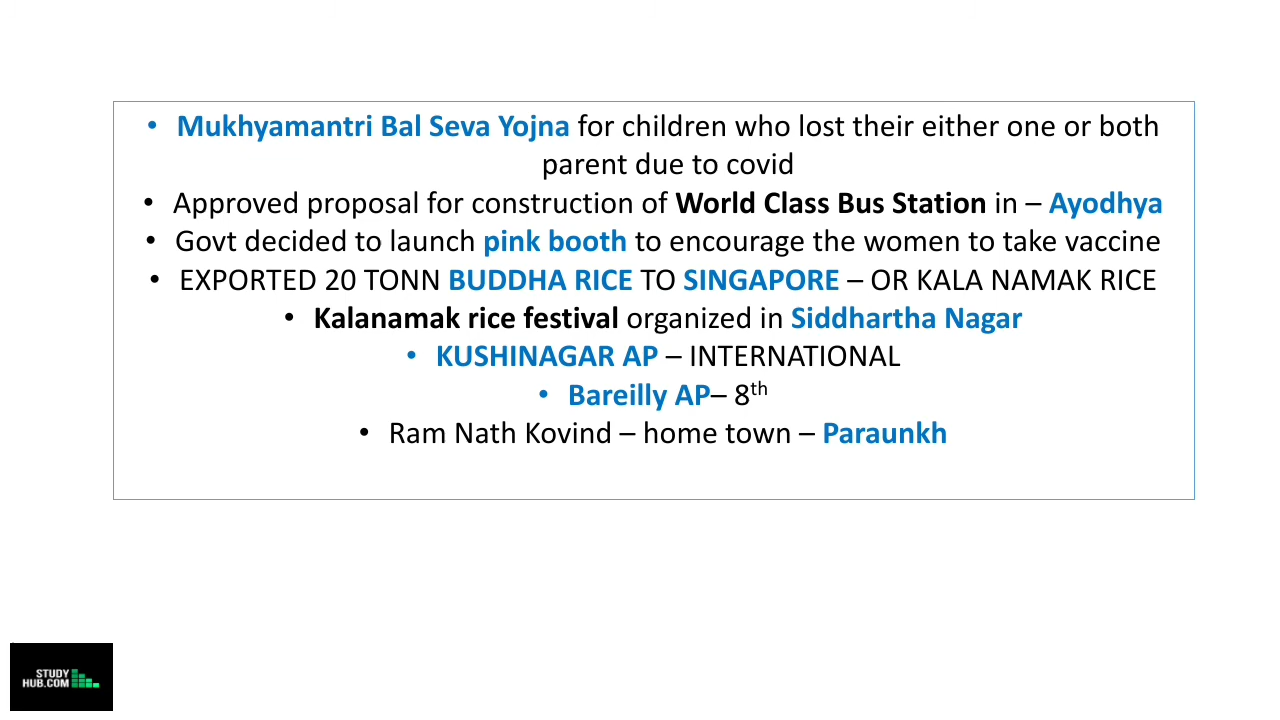 • Mukhyamantri Bal Seva Yojna for children who lost their either one or both
parent due to covid
• Approved proposal for construction of World Class Bus Station in – Ayodhya
• Govt decided to launch pink booth to encourage the women to take vaccine
• EXPORTED 20 TONN BUDDHA RICE TO SINGAPORE – OR KALA NAMAK RICE
• Kalanamak rice festival organized in Siddhartha Nagar
• KUSHINAGAR AP – INTERNATIONAL
• Bareilly AP– 8th
• Ram Nath Kovind – home town – Paraunkh
STUDY
HUB.COM